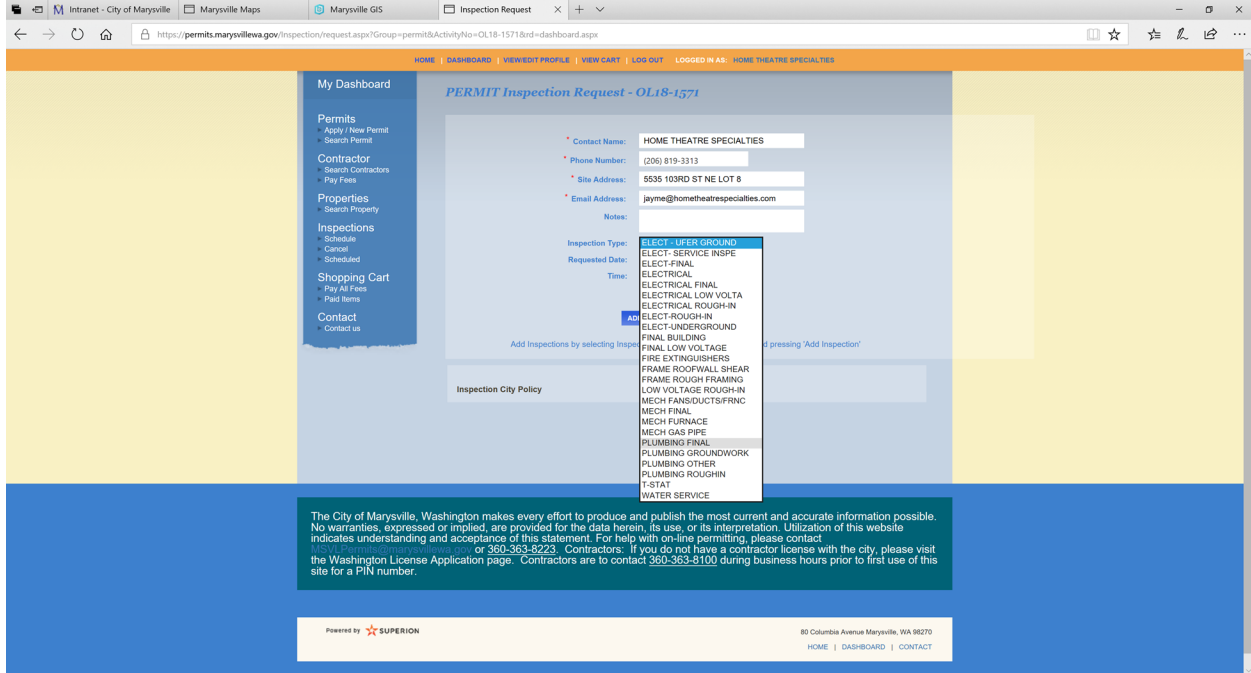 Intranet - City of Marysville
Marysville Maps
Marysville GIS
Inspection Request
https://permits.marysvillewa.gov/Inspection/request.aspx?Group=permit&ActivityNo=OL18-1571&rd=dashboard.aspx
HOME | DASHBOARD | VIEW/EDIT PROFILE | VIEW CART | LOG OUT LOGGED IN AS: HOME THEATRE SPECIALTIES
My Dashboard
Permits
Apply / New Permit
Search Permit
Contractor
Search Contractors
Pay Fees
Properties
Search Property
Inspections
Schedule
Cancel
Scheduled
Shopping Cart
Pay All Fees
Paid Items
Contact
Contact us
PERMIT Inspection Request - OL18-1571
* Contact Name: HOME THEATRE SPECIALTIES
* Phone Number: (206) 819-3313
* Site Address: 5535 103RD ST NE LOT 8
* Email Address: jayme@hometheatrespecialties.com
Notes:
Inspection Type:
Requested Date:
Time:
ELECT - UFER GROUND
ELECT- SERVICE INSPE
ELECT-FINAL
ELECTRICAL
ELECTRICAL FINAL
ELECTRICAL LOW VOLTA
ELECTRICAL ROUGH-IN
ELECT-ROUGH-IN
ELECT-UNDERGROUND
FINAL BUILDING
FINAL LOW VOLTAGE
FIRE EXTINGUISHERS
FRAME ROOFWALL SHEAR
FRAME ROUGH FRAMING
LOW VOLTAGE ROUGH-IN
MECH FANS/DUCTS/FRNC
MECH FINAL
MECH FURNACE
MECH GAS PIPE
PLUMBING FINAL
PLUMBING GROUNDWORK
PLUMBING OTHER
PLUMBING ROUGHIN
T-STAT
WATER SERVICE
AD
Add Inspections by selecting Inspe d pressing 'Add Inspection'
Inspection City Policy
The City of Marysville, Washington makes every effort to produce and publish the most current and accurate information possible.
No warranties, expressed or implied, are provided for the data herein, its use, or its interpretation. Utilization of this website
indicates understanding and acceptance of this statement. For help with on-line permitting, please contact
MSVLPermits@marysvillewa.gov or 360-363-8223. Contractors: If you do not have a contractor license with the city, please visit
the Washington License Application page. Contractors are to contact 360-363-8100 during business hours prior to first use of this
site for a PIN number.
Powered by SUPERION
80 Columbia Avenue Marysville, WA 98270
HOME | DASHBOARD | CONTACT